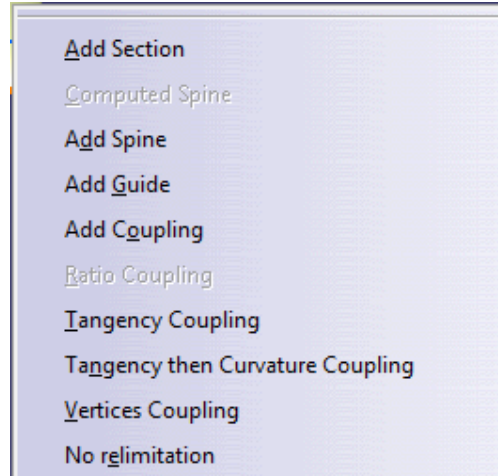 Add Section
Computed Spine
Add Spine
Add Guide
Add Coupling
Ratio Coupling
Tangency Coupling
Tangency then Curvature Coupling
Vertices Coupling
No relimitation